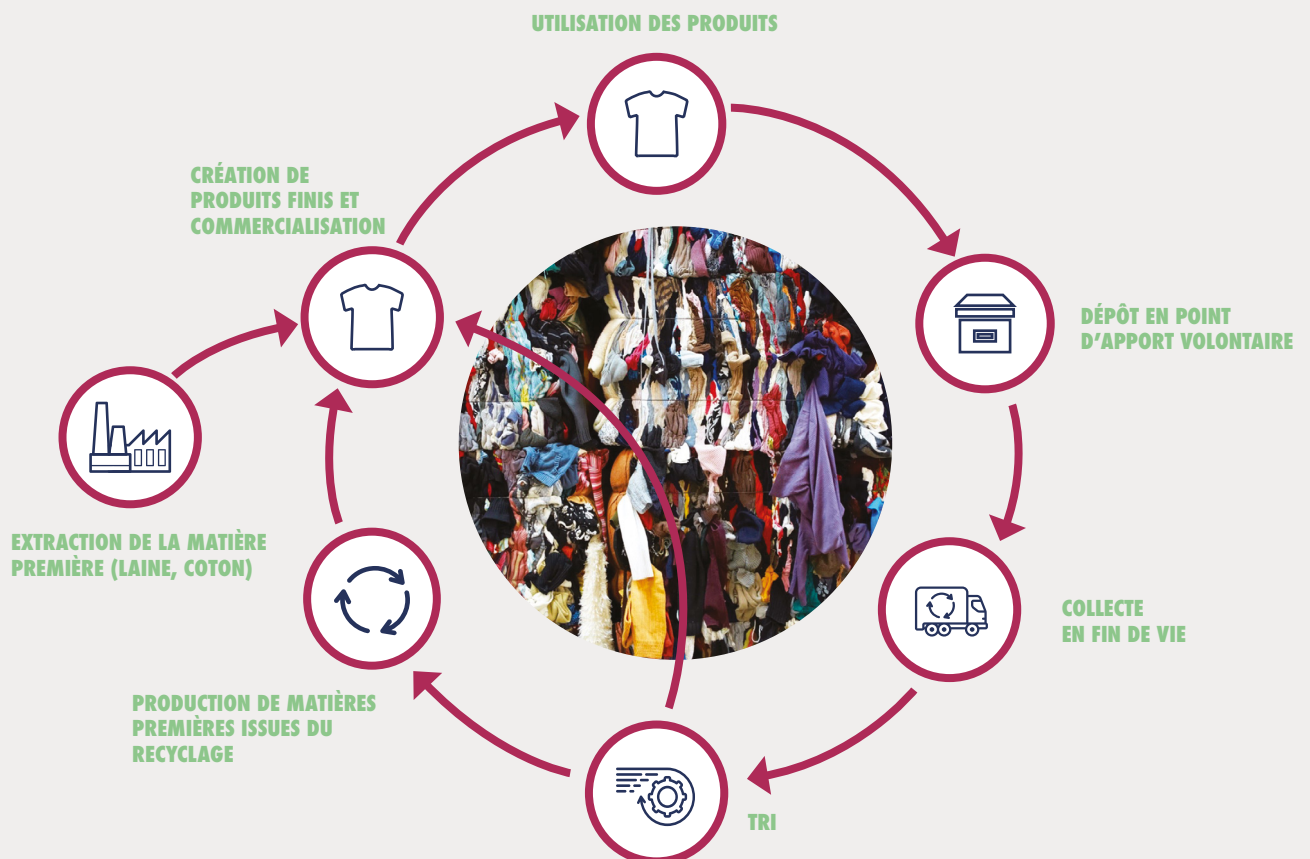 UTILISATION DES PRODUITS
CRÉATION DE
PRODUITS FINIS ET
COMMERCIALISATION
DÉPÔT EN POINT
D'APPORT VOLONTAIRE
EXTRACTION DE LA MATIÈRE
PREMIÈRE (LAINE, COTON)
COLLECTE
EN FIN DE VIE
PRODUCTION DE MATIÈRES
PREMIÈRES ISSUES DU
RECYCLAGE
TRI